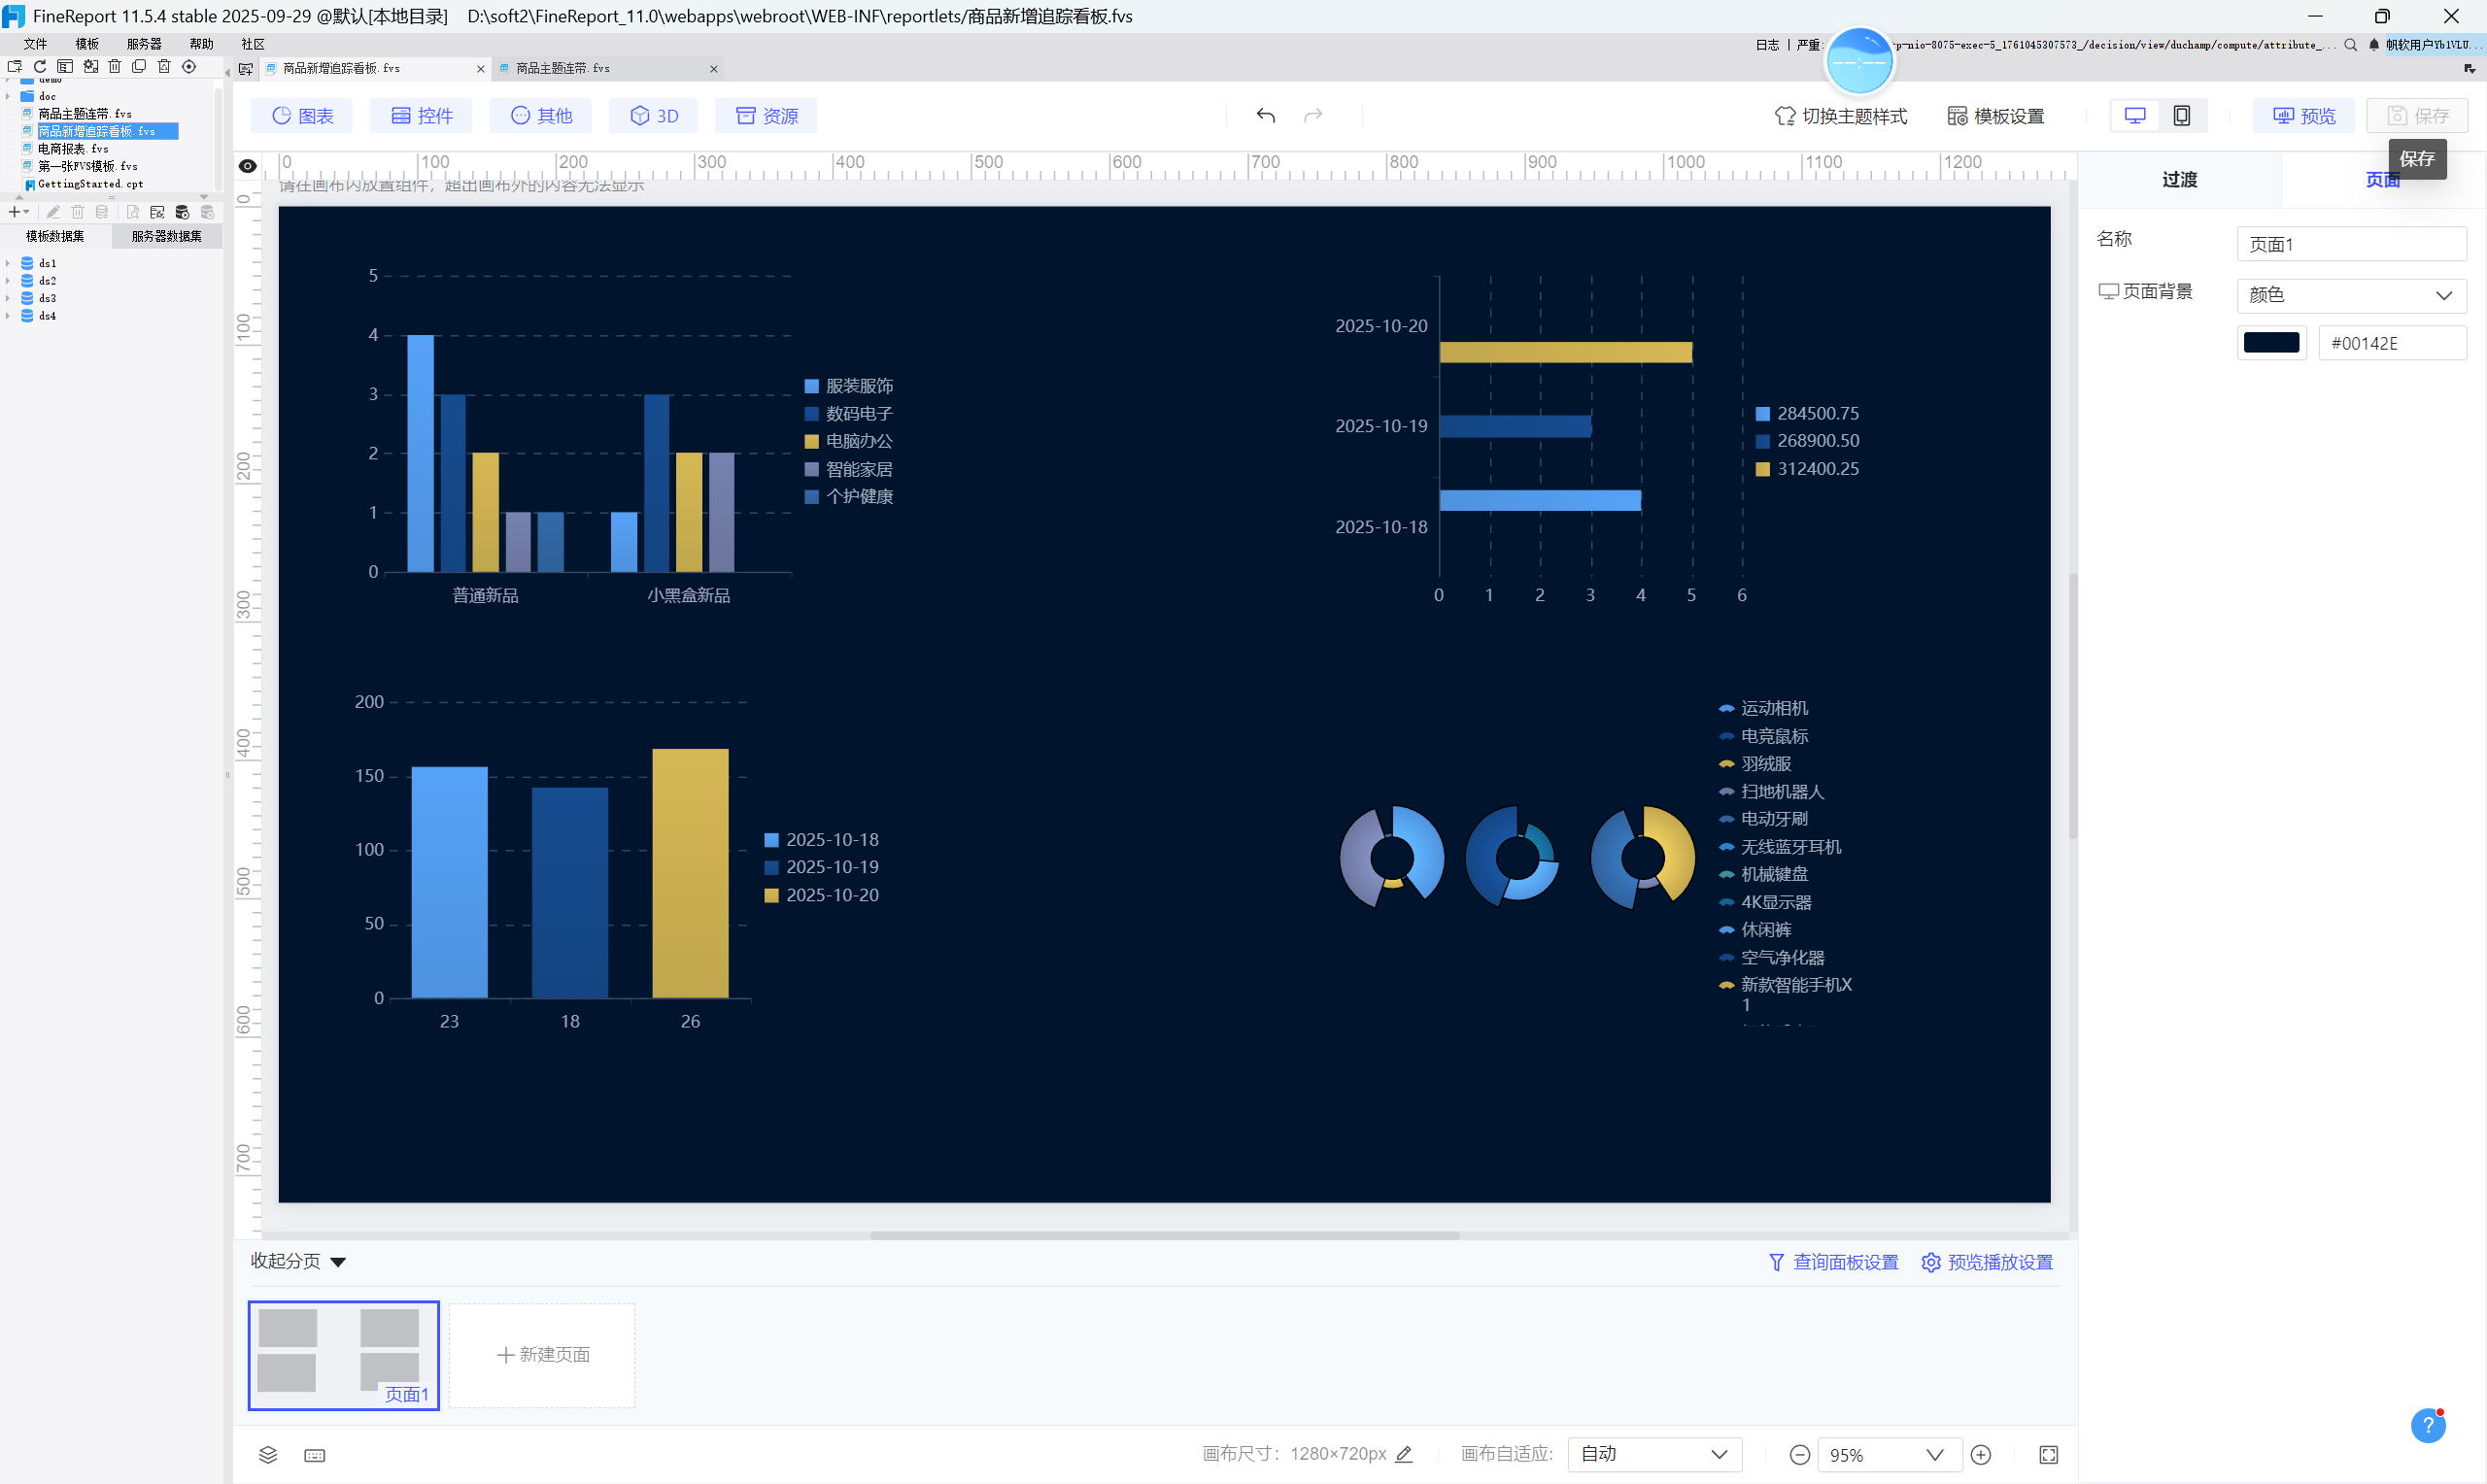 FineReport 11.5.4 stable 2025-09-29 @默认[本地目录] D:\soft2\FineReport_11.0\webapps\webroot\WEB-INF\reportlets/商品新增追踪看板.fvs
文件 模板 服务器 帮助 社区
日志 | 严重: p-nio-8075-exec-5_1761045307573_/decision/view/duchamp/compute/attribute_... 帆软用户Yb1VLU...
商品新增追踪看板.fvs
商品主题连带.fvs
demo
doc
商品主题连带.fvs
商品新增追踪看板.fvs
电商报表.fvs
第一张FVS模板.fvs
GettingStarted.cpt
模板数据集 服务器数据集
ds1
ds2
ds3
ds4
图表 控件 其他 3D 资源
切换主题样式 模板设置 预览 保存
保存
0 100 200 300 400 500 600 700 800 900 1000 1100 1200
0
100
200
300
400
500
600
700
请在画布内放置组件，超出画布外的内容无法显示
5
4
3
2
1
0
普通新品 小黑盒新品
服装服饰
数码电子
电脑办公
智能家居
个护健康
2025-10-20
2025-10-19
2025-10-18
0 1 2 3 4 5 6
284500.75
268900.50
312400.25
200
150
100
50
0
23 18 26
2025-10-18
2025-10-19
2025-10-20
运动相机
电竞鼠标
羽绒服
扫地机器人
电动牙刷
无线蓝牙耳机
机械键盘
4K显示器
休闲裤
空气净化器
新款智能手机X
1
过渡 页面
名称 页面1
页面背景 颜色
#00142E
收起分页
查询面板设置 预览播放设置
页面1
新建页面
画布尺寸: 1280×720px 画布自适应: 自动 95%
?